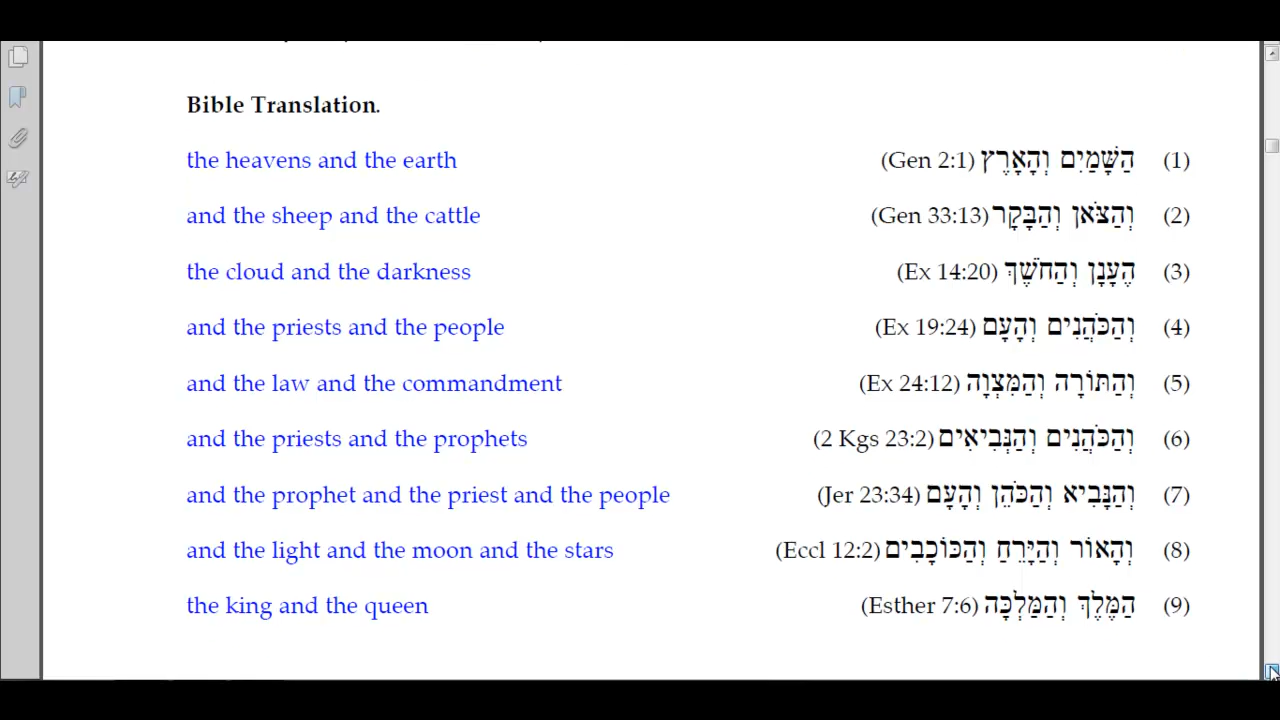 Bible Translation.
the heavens and the earth (Gen 2:1) הַשָּׁמַיִם וְהָאָרֶץ (1)
and the sheep and the cattle (Gen 33:13) וְהַצֹּאן וְהַבָּקָר (2)
the cloud and the darkness (Ex 14:20) הֶעָנָן וְהַחֹשֶׁךְ (3)
and the priests and the people (Ex 19:24) וְהַכֹּהֲנִים וְהָעָם (4)
and the law and the commandment (Ex 24:12) וְהַתּוֹרָה וְהַמִּצְוָה (5)
and the priests and the prophets (2 Kgs 23:2) וְהַכֹּהֲנִים וְהַנְּבִיאִים (6)
and the prophet and the priest and the people (Jer 23:34) וְהַנָּבִיא וְהַכֹּהֵן וְהָעָם (7)
and the light and the moon and the stars (Eccl 12:2) וְהָאוֹר וְהַיָּרֵחַ וְהַכּוֹכָבִים (8)
the king and the queen (Esther 7:6) הַמֶּלֶךְ וְהַמַּלְכָּה (9)